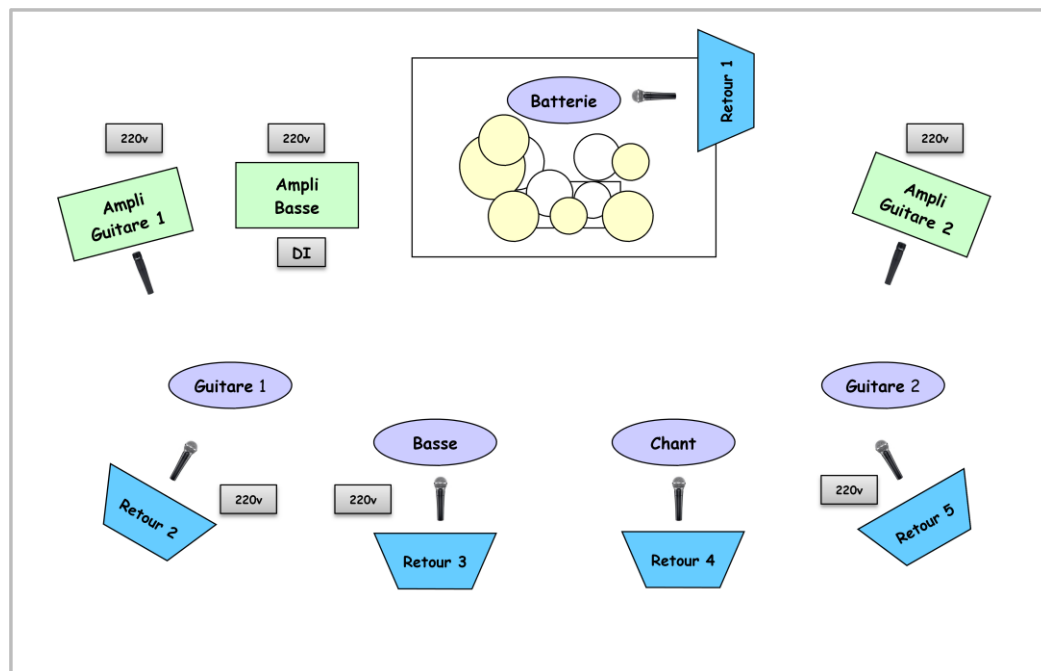 Retour 1
Batterie
220v
220v
220v
Ampli
Guitare 1
Ampli
Basse
Ampli
Guitare 2
DI
Guitare 1
Guitare 2
Basse
Chant
220v
220v
220v
Retour 2
Retour 3
Retour 4
Retour 5